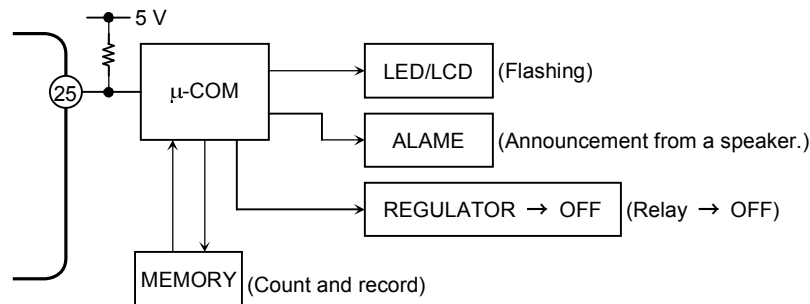 5 V
25
μ-COM
LED/LCD (Flashing)
ALAME (Announcement from a speaker.)
REGULATOR → OFF (Relay → OFF)
MEMORY (Count and record)